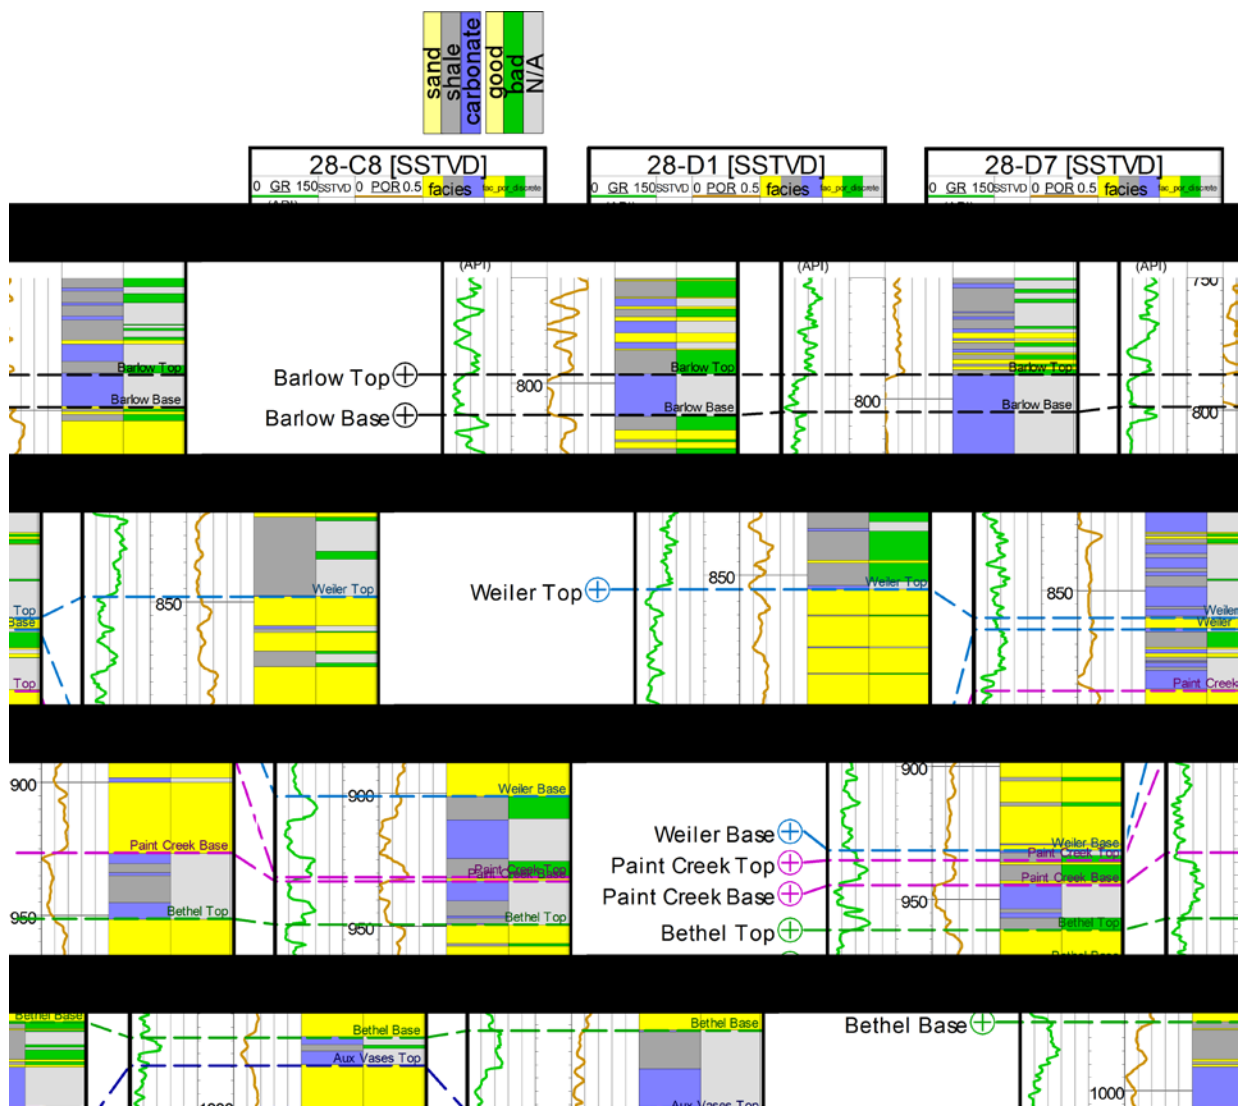 sand
shale
carbonate
good
bad
N/A
28-C8 [SSTVD]
28-D1 [SSTVD]
28-D7 [SSTVD]
0 GR 150 SSTVD 0 POR 0.5 facies fac_por_discrete
0 GR 150 SSTVD 0 POR 0.5 facies fac_por_discrete
0 GR 150 SSTVD 0 POR 0.5 facies fac_por_discrete
(API)
(API)
(API)
750
Barlow Top
Barlow Top
Barlow Top
Barlow Top
800
Barlow Base
Barlow Base
Barlow Base
Barlow Base
800
800
Weiler Top
850
Weiler Top
850
Weiler Top
850
Top
Base
Weiler
Weiler
Top
Paint Creek
900
900
Weiler Base
900
Weiler Base
Weiler Base
Paint Creek Base
Paint Creek Top
Paint Creek Top
Paint Creek Top
Paint Creek Base
Paint Creek Base
950
Bethel Top
950
Bethel Top
950
Bethel Top
Bethel Top
Bethel Base
Bethel Base
Bethel Base
Bethel Base
Aux Vases Top
1000
Aux Vases Top